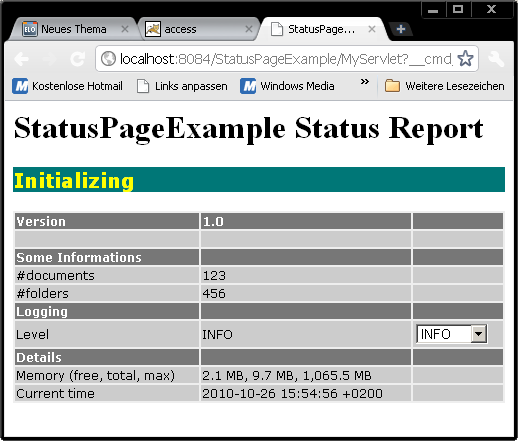 Neues Thema access StatusPage...
localhost:8084/StatusPageExample/MyServlet?__cmd
Kostenlose Hotmail Links anpassen Windows Media » Weitere Lesezeichen
StatusPageExample Status Report
Initializing
Version 1.0
Some Informations
#documents 123
#folders 456
Logging
Level INFO INFO
Details
Memory (free, total, max) 2.1 MB, 9.7 MB, 1,065.5 MB
Current time 2010-10-26 15:54:56 +0200